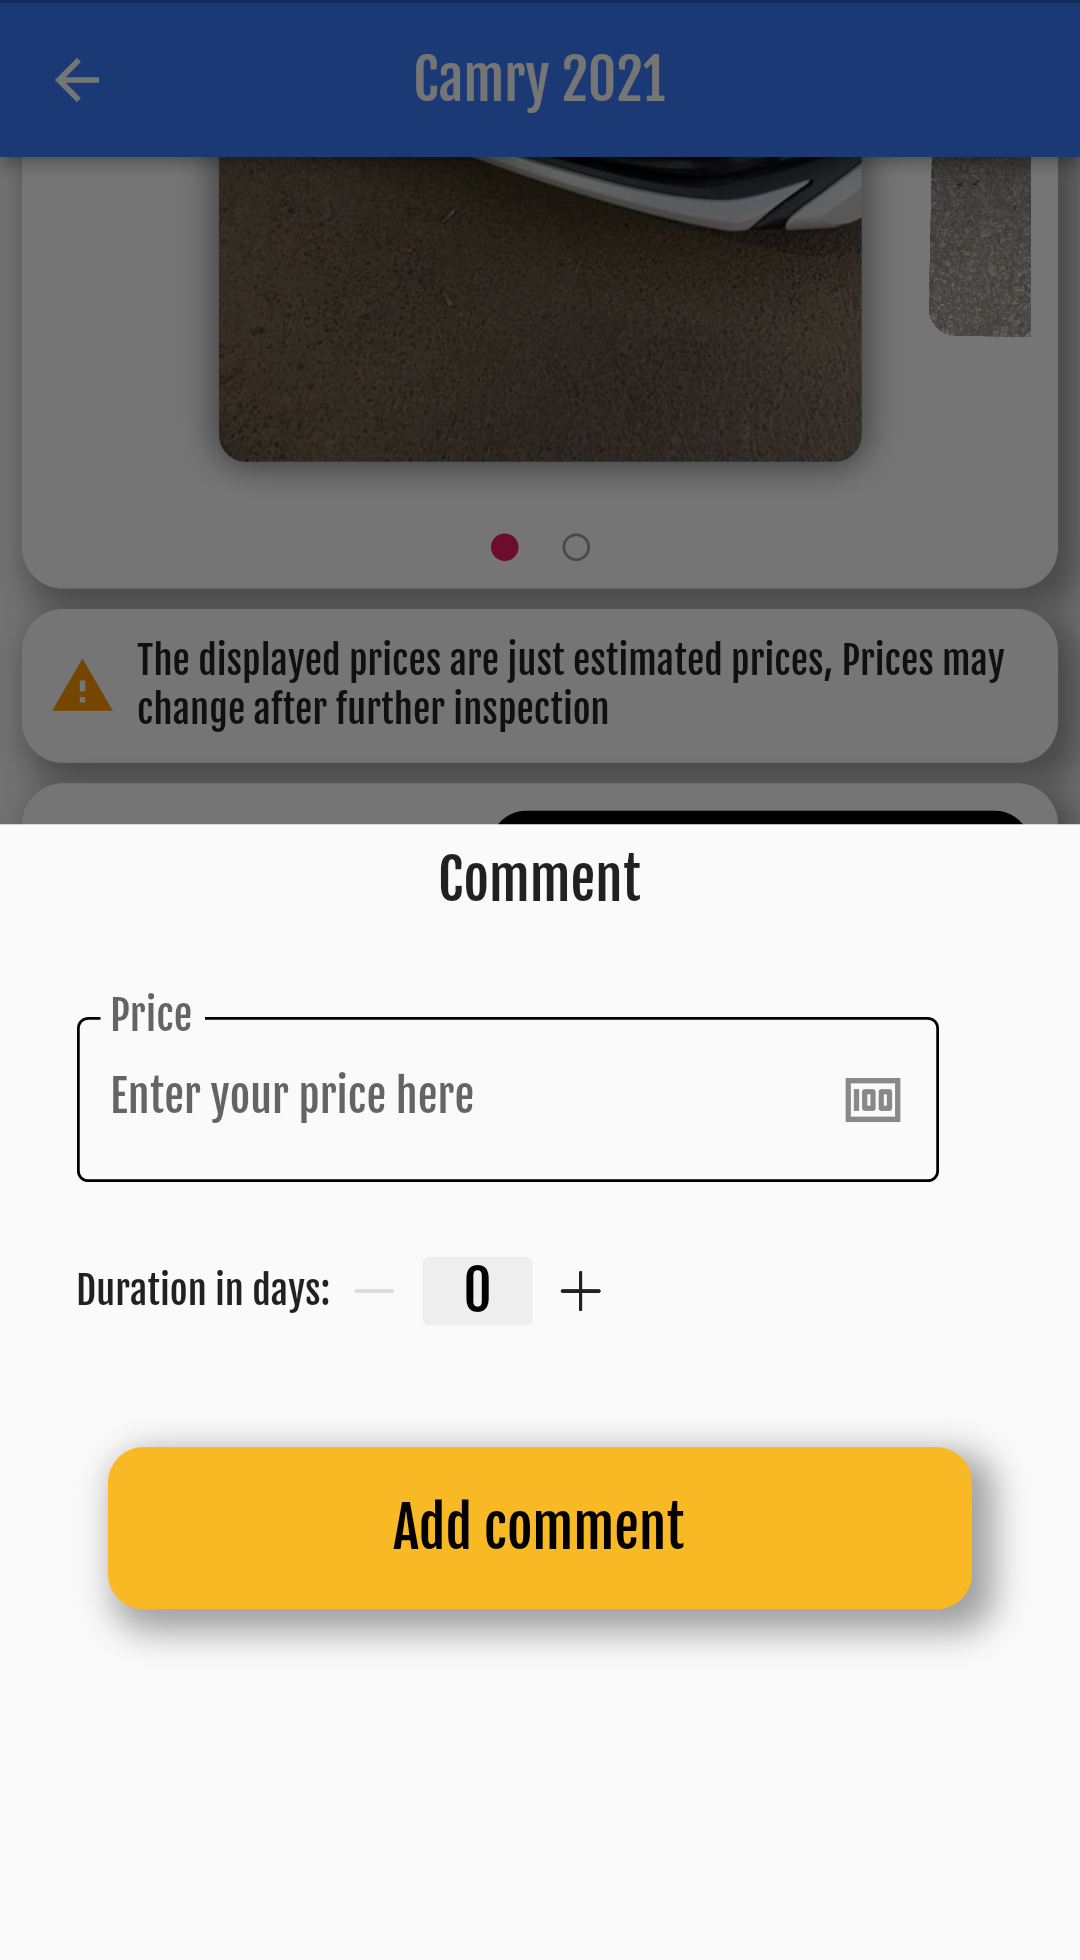 Camry 2021
The displayed prices are just estimated prices, Prices may
change after further inspection
Comment
Price
Enter your price here
100
Duration in days:
0
Add comment